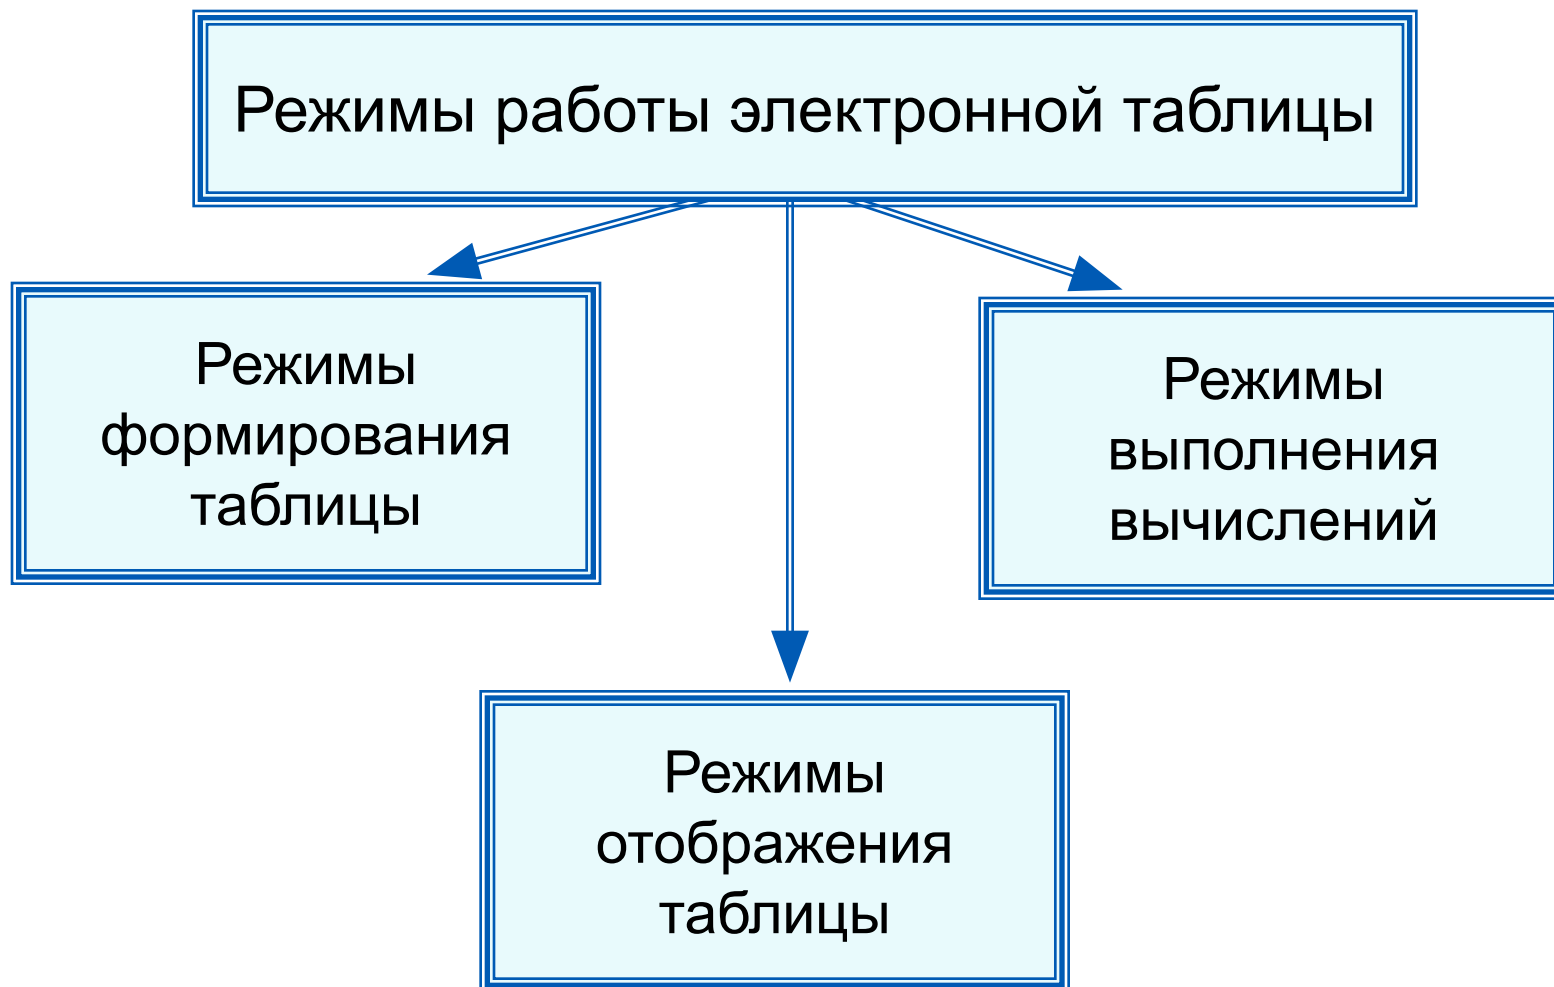 Режимы работы электронной таблицы
Режимы
формирования
таблицы
Режимы
выполнения
вычислений
Режимы
отображения
таблицы